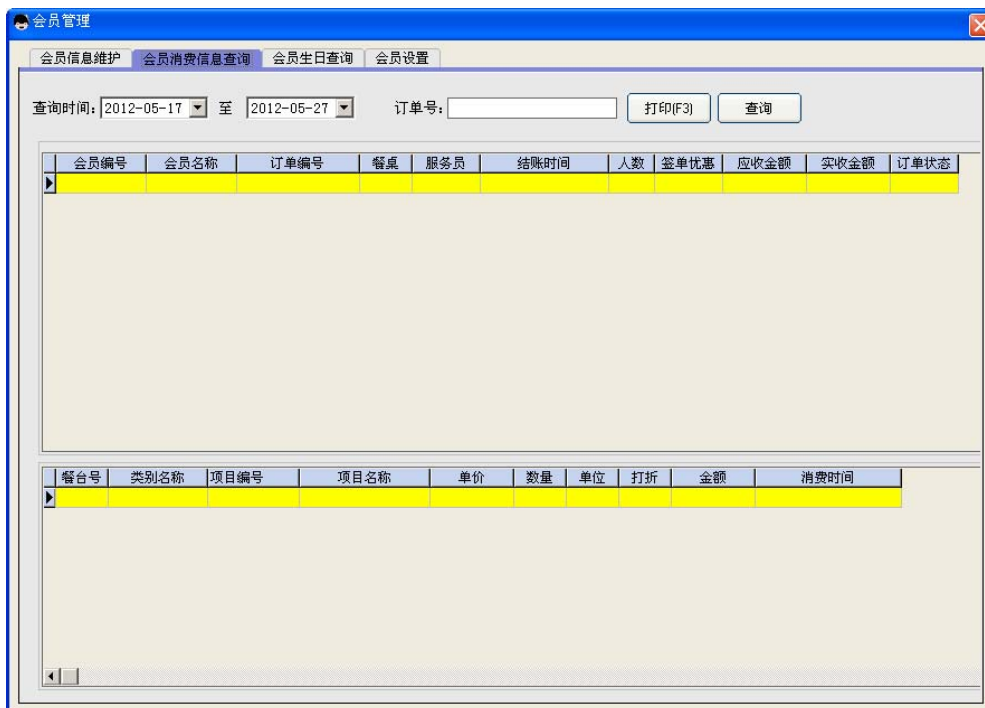 会员管理
会员信息维护 会员消费信息查询 会员生日查询 会员设置
查询时间: 2012-05-17 至 2012-05-27 订单号: 打印(F3) 查询
会员编号 会员名称 订单编号 餐桌 服务员 结账时间 人数 签单优惠 应收金额 实收金额 订单状态
餐台号 类别名称 项目编号 项目名称 单价 数量 单位 打折 金额 消费时间